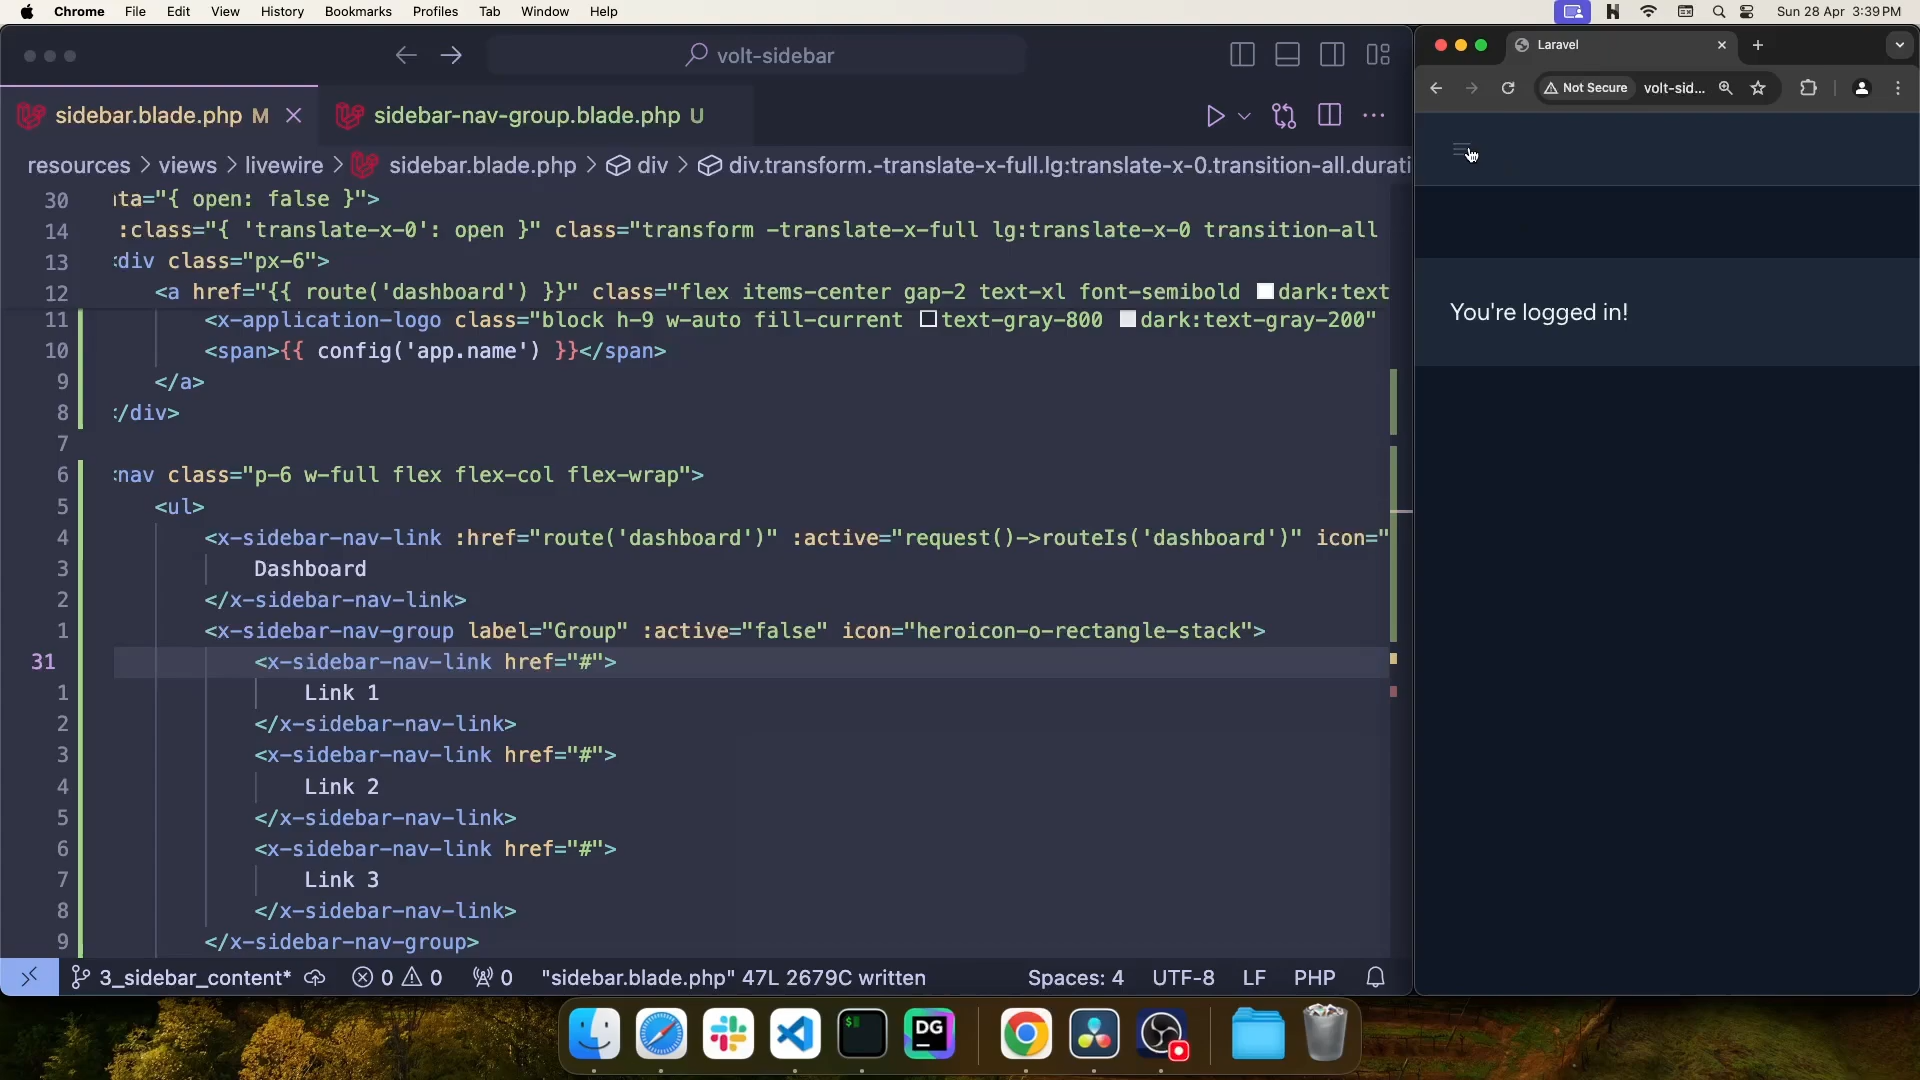 Chrome File Edit View History Bookmarks Profiles Tab Window Help Sun 28 Apr 3:39 PM
volt-sidebar
sidebar.blade.php M
sidebar-nav-group.blade.php U
resources > views > livewire > sidebar.blade.php > div > div.transform.-translate-x-full.lg:translate-x-0.transition-all.durati
30 ta="{ open: false }">
14 :class="{ 'translate-x-0': open }" class="transform -translate-x-full lg:translate-x-0 transition-all
13 div class="px-6">
12 <a href="{{ route('dashboard') }}" class="flex items-center gap-2 text-xl font-semibold dark:text
11 <x-application-logo class="block h-9 w-auto fill-current text-gray-800 dark:text-gray-200"
10 <span>{{ config('app.name') }}</span>
9 </a>
8 /div>
7
6 nav class="p-6 w-full flex flex-col flex-wrap">
5 <ul>
4 <x-sidebar-nav-link :href="route('dashboard')" :active="request()->routeIs('dashboard')" icon="
3 Dashboard
2 </x-sidebar-nav-link>
1 <x-sidebar-nav-group label="Group" :active="false" icon="heroicon-o-rectangle-stack">
31 <x-sidebar-nav-link href="#">
1 Link 1
2 </x-sidebar-nav-link>
3 <x-sidebar-nav-link href="#">
4 Link 2
5 </x-sidebar-nav-link>
6 <x-sidebar-nav-link href="#">
7 Link 3
8 </x-sidebar-nav-link>
9 </x-sidebar-nav-group>
3_sidebar_content* 0 0 0 "sidebar.blade.php" 47L 2679C written Spaces: 4 UTF-8 LF PHP
Laravel
Not Secure volt-sid...
You're logged in!
$
DG